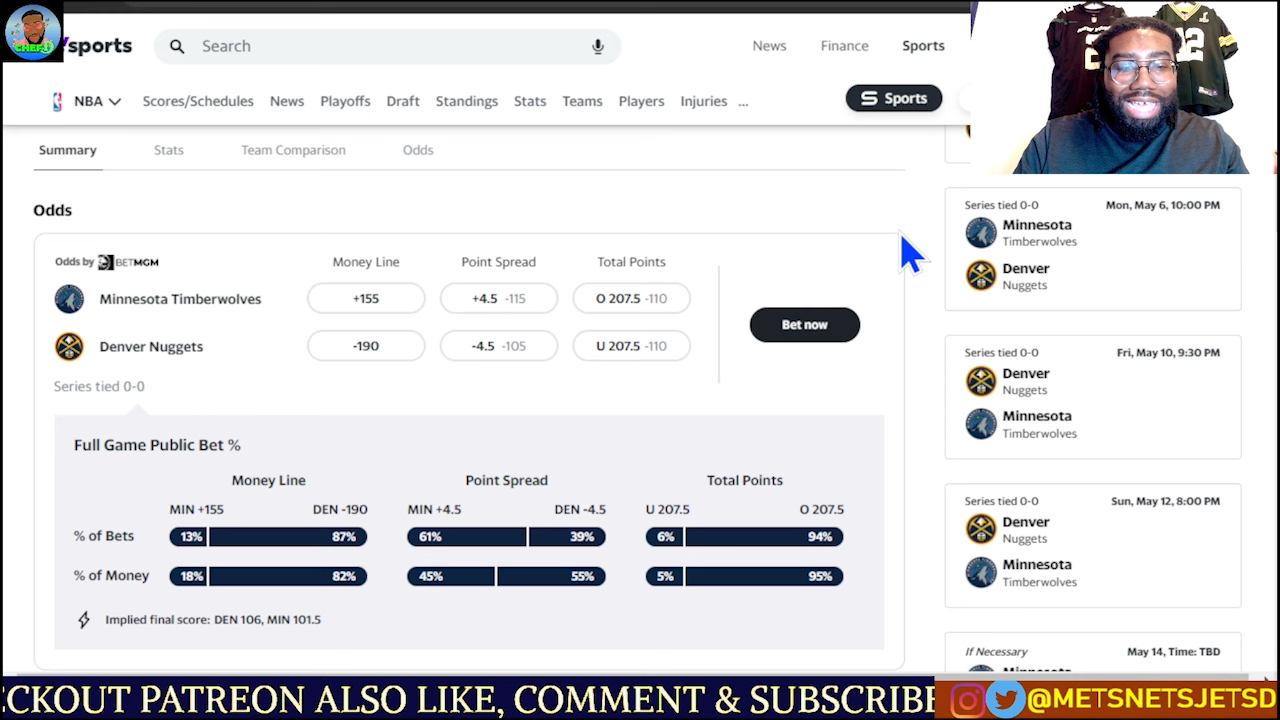 CHEF
sports
Search
News
Finance
Sports
NBA
Scores/Schedules
News
Playoffs
Draft
Standings
Stats
Teams
Players
Injuries
...
Sports
Summary
Stats
Team Comparison
Odds
Odds
Odds by BETMGM
Money Line
Point Spread
Total Points
Minnesota Timberwolves
+155
+4.5 -115
O 207.5 -110
Denver Nuggets
-190
-4.5 -105
U 207.5 -110
Bet now
Series tied 0-0
Full Game Public Bet %
Money Line
Point Spread
Total Points
MIN +155
DEN -190
MIN +4.5
DEN -4.5
U 207.5
O 207.5
% of Bets
13%
87%
61%
39%
6%
94%
% of Money
18%
82%
45%
55%
5%
95%
Implied final score: DEN 106, MIN 101.5
Series tied 0-0
Mon, May 6, 10:00 PM
Minnesota
Timberwolves
Denver
Nuggets
Series tied 0-0
Fri, May 10, 9:30 PM
Denver
Nuggets
Minnesota
Timberwolves
Series tied 0-0
Sun, May 12, 8:00 PM
Denver
Nuggets
Minnesota
Timberwolves
If Necessary
May 14, Time: TBD
Minnesota
ECKOUT PATREON ALSO LIKE, COMMENT & SUBSCRIBE
@METSNETSJETSD